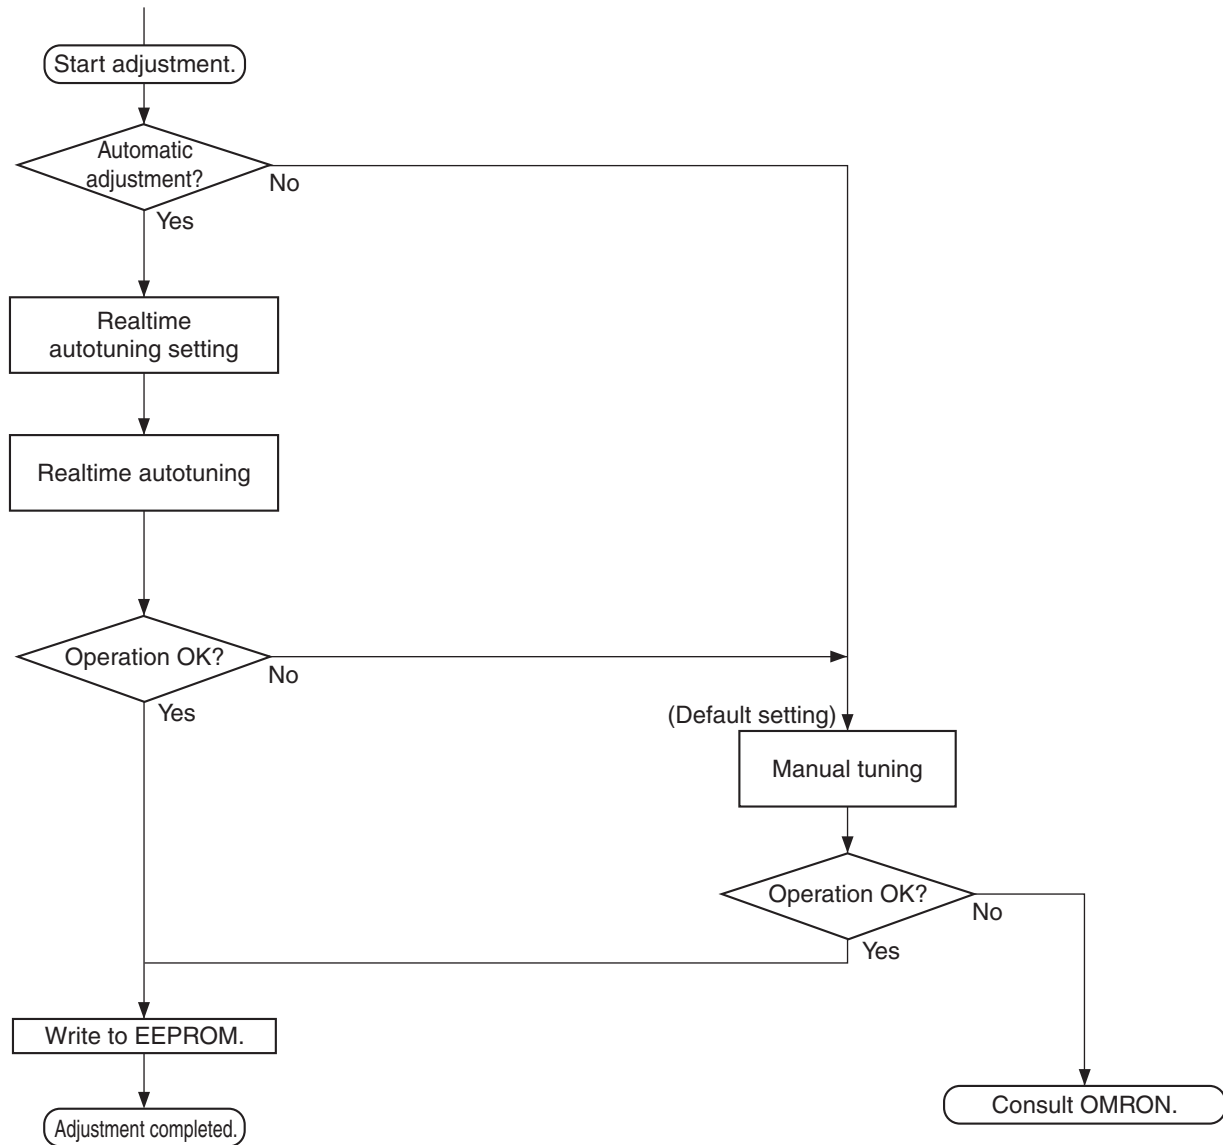 Start adjustment.
Automatic
adjustment?
No
Yes
Realtime
autotuning setting
Realtime autotuning
Operation OK?
No
Yes
(Default setting)
Manual tuning
Operation OK?
No
Yes
Write to EEPROM.
Adjustment completed.
Consult OMRON.